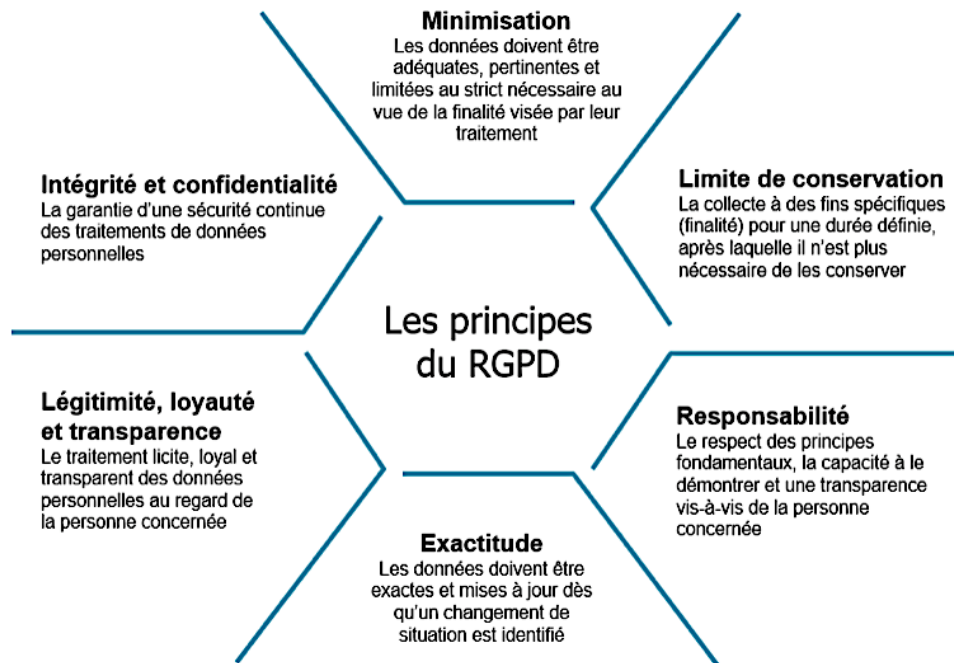 Minimisation
Les données doivent être
adéquates, pertinentes et
limitées au strict nécessaire au
vue de la finalité visée par leur
traitement
Intégrité et confidentialité
La garantie d'une sécurité continue
des traitements de données
personnelles
Limite de conservation
La collecte à des fins spécifiques
(finalité) pour une durée définie,
après laquelle il n'est plus
nécessaire de les conserver
Les principes
du RGPD
Légitimité, loyauté
et transparence
Le traitement licite, loyal et
transparent des données
personnelles au regard de
la personne concernée
Responsabilité
Le respect des principes
fondamentaux, la capacité à le
démontrer et une transparence
vis-à-vis de la personne
concernée
Exactitude
Les données doivent être
exactes et mises à jour dès
qu'un changement de
situation est identifié